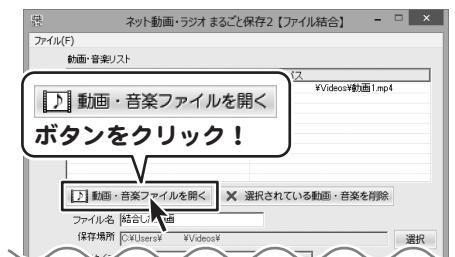 ネット動画・ラジオ まるごと保存2 【ファイル結合】
ファイル(F)
動画・音楽リスト
パス
¥Videos¥動画1.mp4
動画・音楽ファイルを開く
ボタンをクリック！
動画・音楽ファイルを開く
選択されている動画・音楽を削除
ファイル名 結合し 動画
保存場所 C:¥Users¥ ¥Videos¥
選択